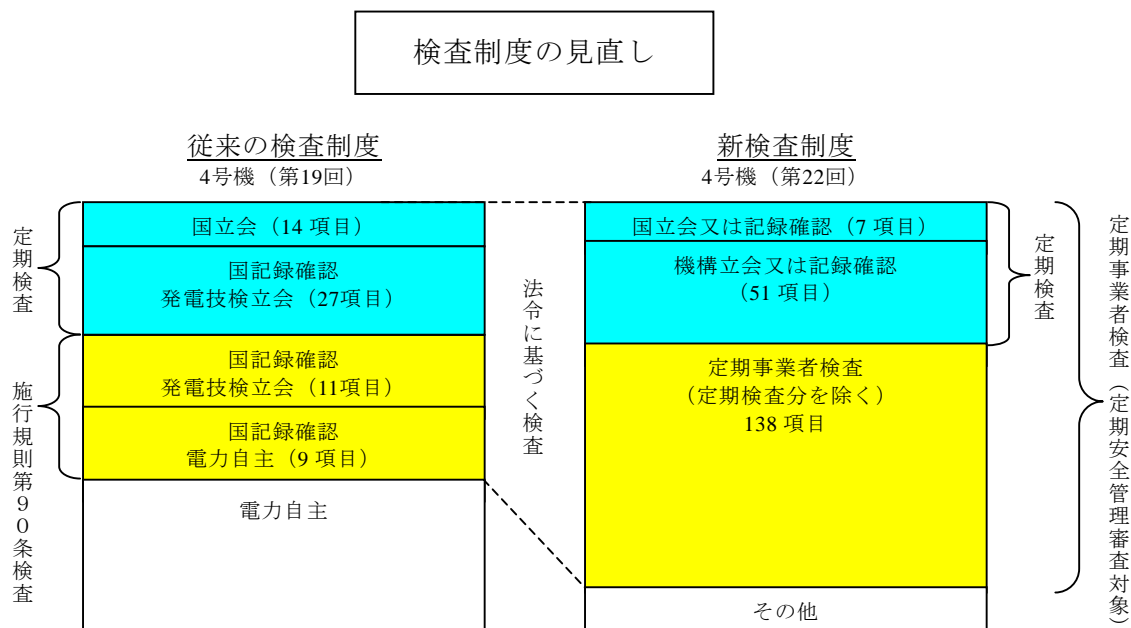 検査制度の見直し
従来の検査制度
4号機（第19回）
新検査制度
4号機（第22回）
定期検査
国立会（14 項目）
国記録確認
発電技検立会（27項目）
施行規則第９０条検査
国記録確認
発電技検立会（11項目）
国記録確認
電力自主（9 項目）
電力自主
法令に基づく検査
国立会又は記録確認（7 項目）
機構立会又は記録確認
（51 項目）
定期事業者検査
（定期検査分を除く）
138 項目
その他
定期検査
定期事業者検査（定期安全管理審査対象）